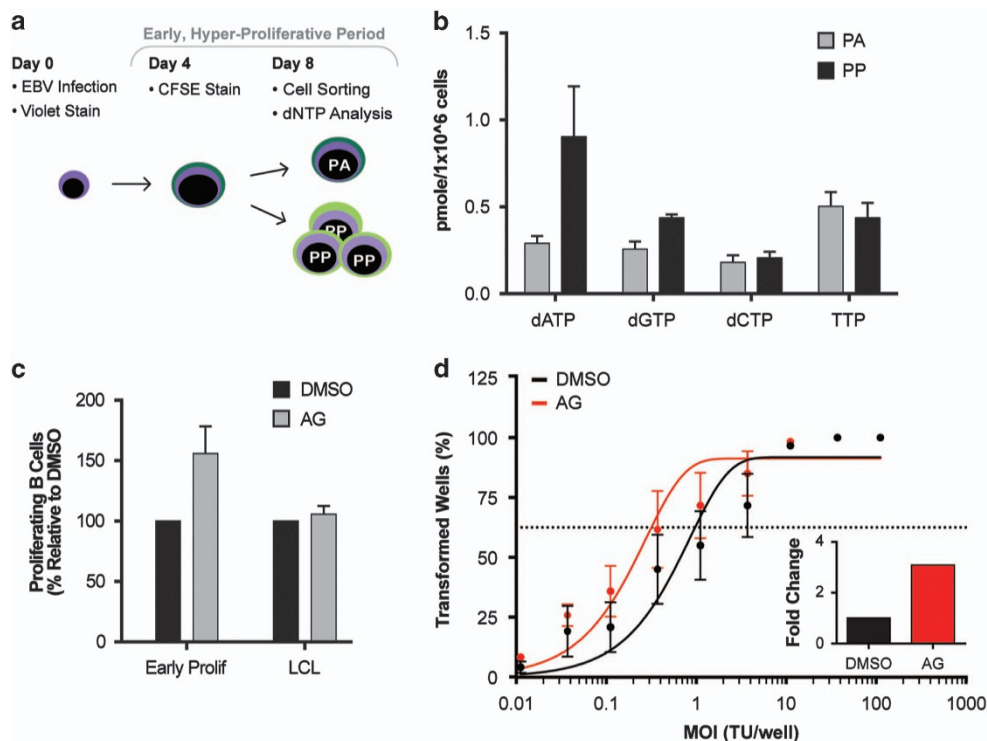 a
Early, Hyper-Proliferative Period
Day 0
• EBV Infection
• Violet Stain
Day 4
• CFSE Stain
Day 8
• Cell Sorting
• dNTP Analysis
PA
PP
PP
PP
b
PA
PP
pmole/1x10^6 cells
1.5
1.0
0.5
0.0
dATP
dGTP
dCTP
TTP
c
DMSO
AG
Proliferating B Cells
(% Relative to DMSO)
200
150
100
50
0
Early Prolif
LCL
d
DMSO
AG
Transformed Wells (%)
125
100
75
50
25
0
0.01
0.1
1
10
100
1000
MOI (TU/well)
Fold Change
4
2
0
DMSO
AG